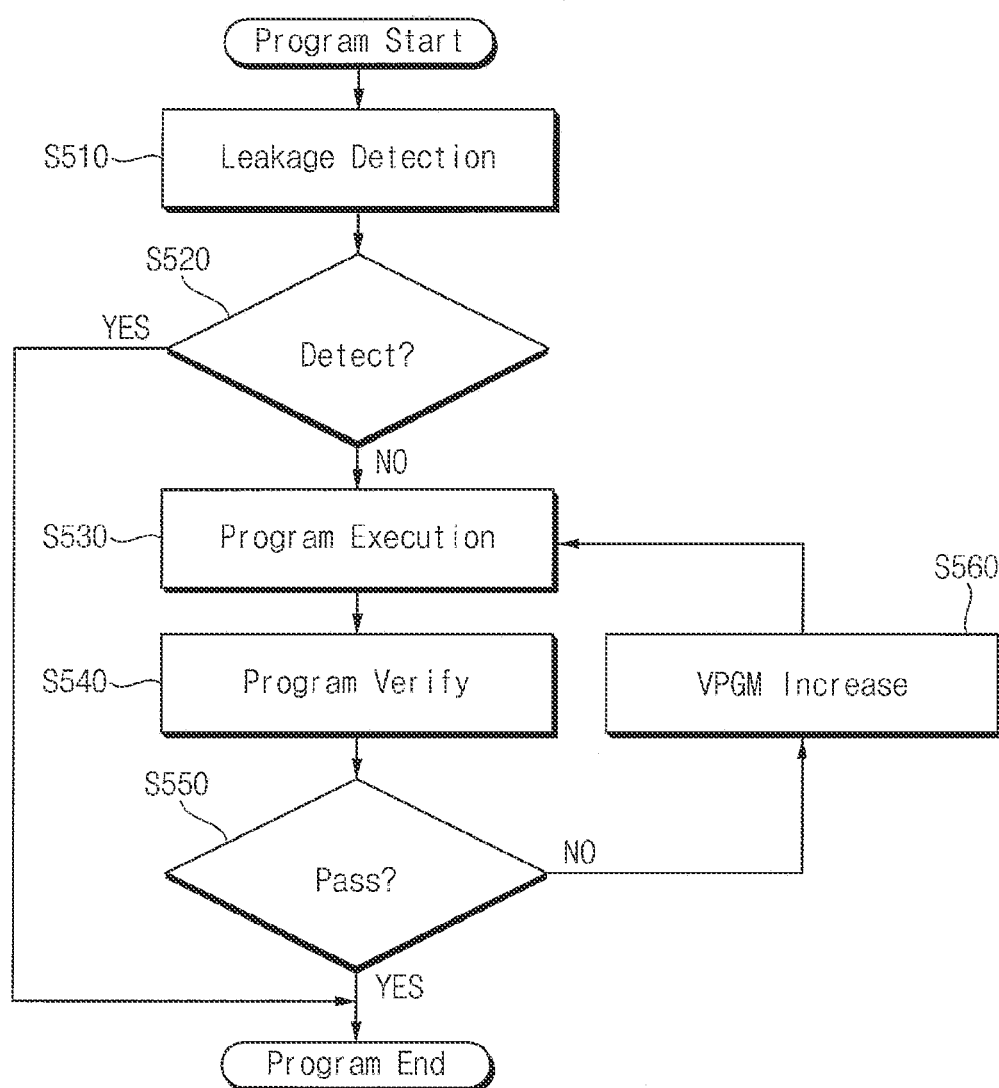 Program Start
S510
Leakage Detection
S520
YES
Detect?
NO
S530
Program Execution
S560
S540
Program Verify
VPGM Increase
S550
Pass?
NO
YES
Program End